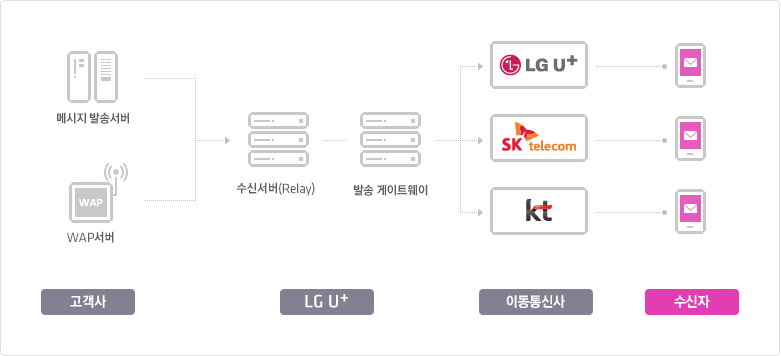 메시지 발송서버
WAP
WAP서버
수신서버(Relay)
발송 게이트웨이
LG U+
SK telecom
kt
고객사
LG U+
이동통신사
수신자